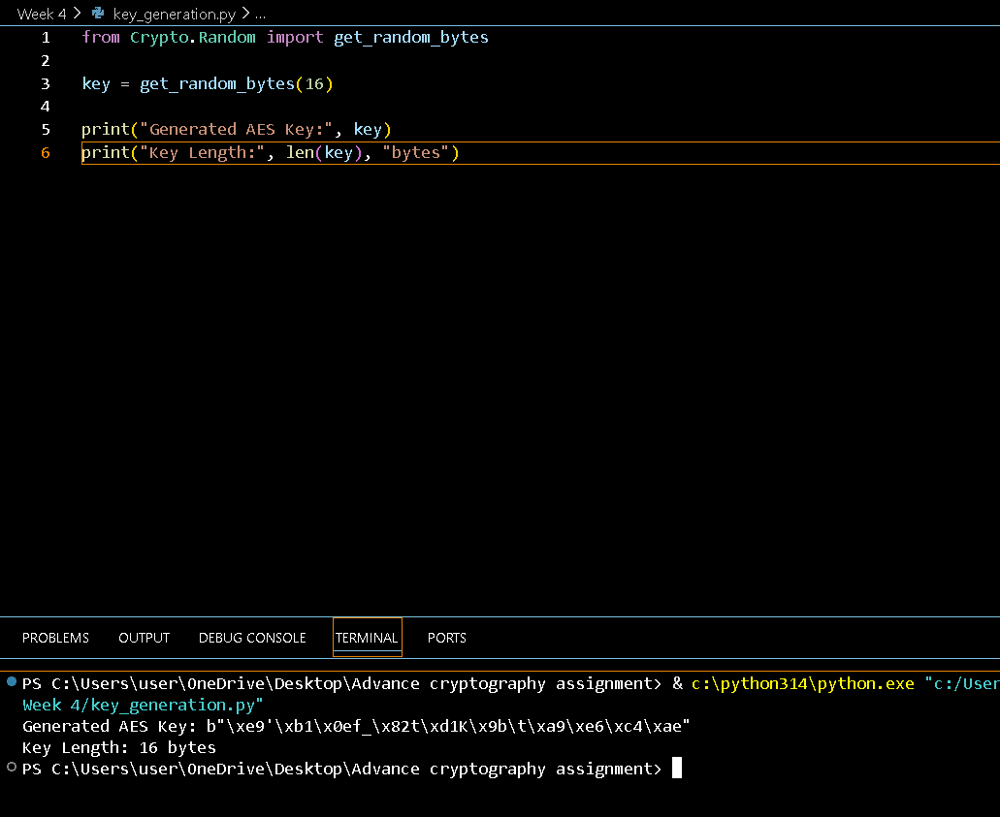 Week 4 > key_generation.py > ...
1 from Crypto.Random import get_random_bytes
2
3 key = get_random_bytes(16)
4
5 print("Generated AES Key:", key)
6 print("Key Length:", len(key), "bytes")
PROBLEMS OUTPUT DEBUG CONSOLE TERMINAL PORTS
PS C:\Users\user\OneDrive\Desktop\Advance cryptography assignment> & c:\python314\python.exe "c:/User
Week 4/key_generation.py"
Generated AES Key: b"\xe9'\xb1\x0ef_\x82t\xd1K\x9b\t\xa9\xe6\xc4\xae"
Key Length: 16 bytes
PS C:\Users\user\OneDrive\Desktop\Advance cryptography assignment>